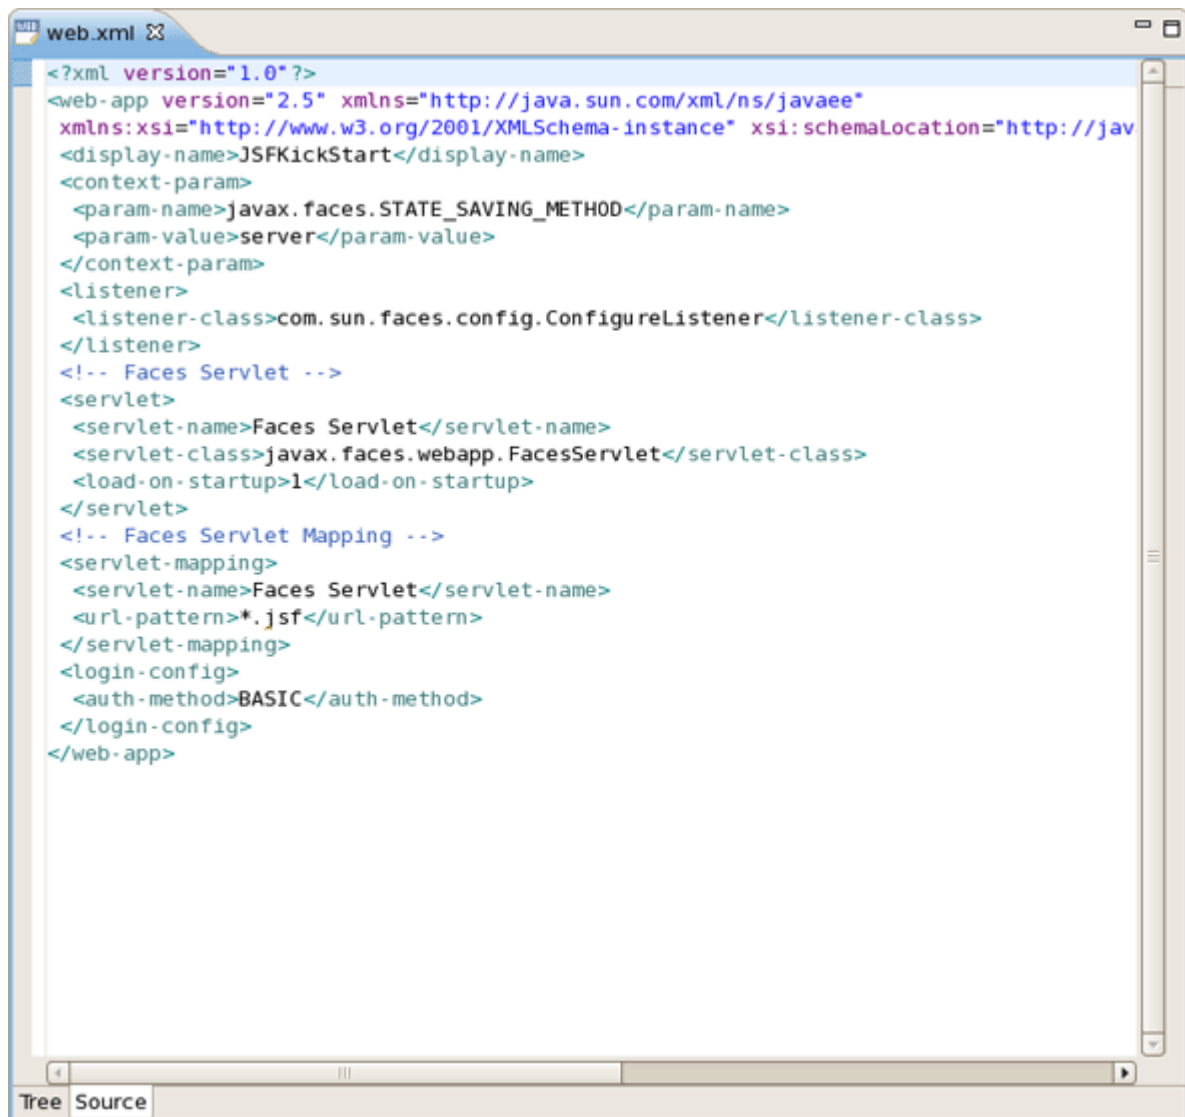 web.xml
<?xml version="1.0"?>
<web-app version="2.5" xmlns="http://java.sun.com/xml/ns/javaee"
 xmlns:xsi="http://www.w3.org/2001/XMLSchema-instance" xsi:schemaLocation="http://jav
 <display-name>JSFKickStart</display-name>
 <context-param>
  <param-name>javax.faces.STATE_SAVING_METHOD</param-name>
  <param-value>server</param-value>
 </context-param>
 <listener>
  <listener-class>com.sun.faces.config.ConfigureListener</listener-class>
 </listener>
 <!-- Faces Servlet -->
 <servlet>
  <servlet-name>Faces Servlet</servlet-name>
  <servlet-class>javax.faces.webapp.FacesServlet</servlet-class>
  <load-on-startup>1</load-on-startup>
 </servlet>
 <!-- Faces Servlet Mapping -->
 <servlet-mapping>
  <servlet-name>Faces Servlet</servlet-name>
  <url-pattern>*.jsf</url-pattern>
 </servlet-mapping>
 <login-config>
  <auth-method>BASIC</auth-method>
 </login-config>
</web-app>
Tree Source